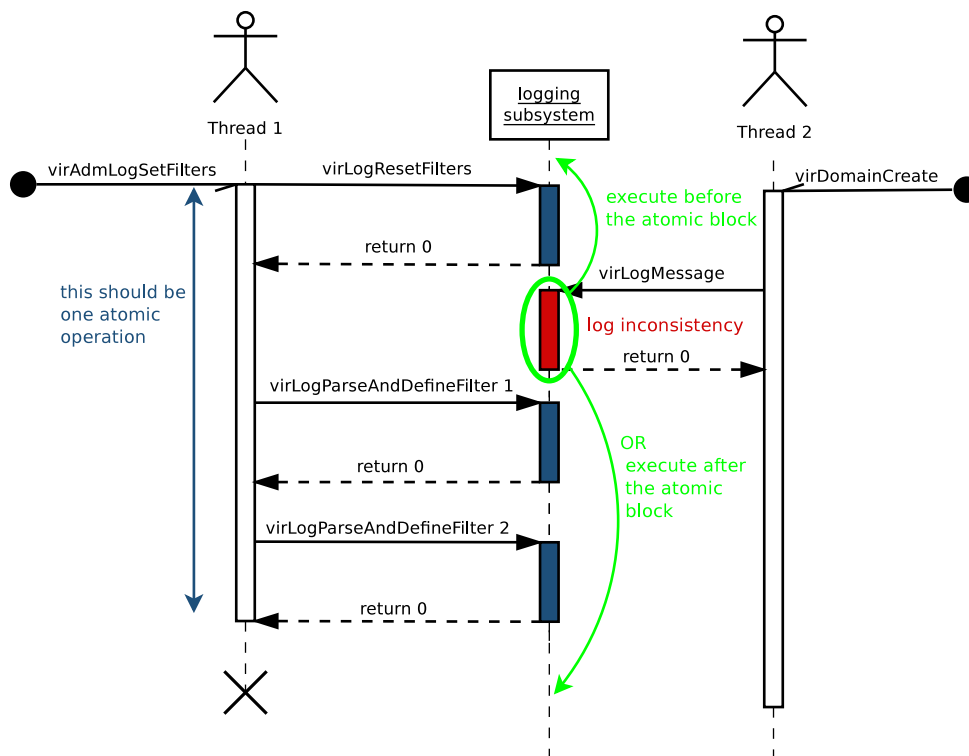 logging
subsystem
Thread 1
Thread 2
virAdmLogSetFilters
virLogResetFilters
virDomainCreate
execute before
the atomic block
return 0
virLogMessage
this should be
one atomic
operation
log inconsistency
return 0
virLogParseAndDefineFilter 1
OR
execute after
the atomic
block
return 0
virLogParseAndDefineFilter 2
return 0